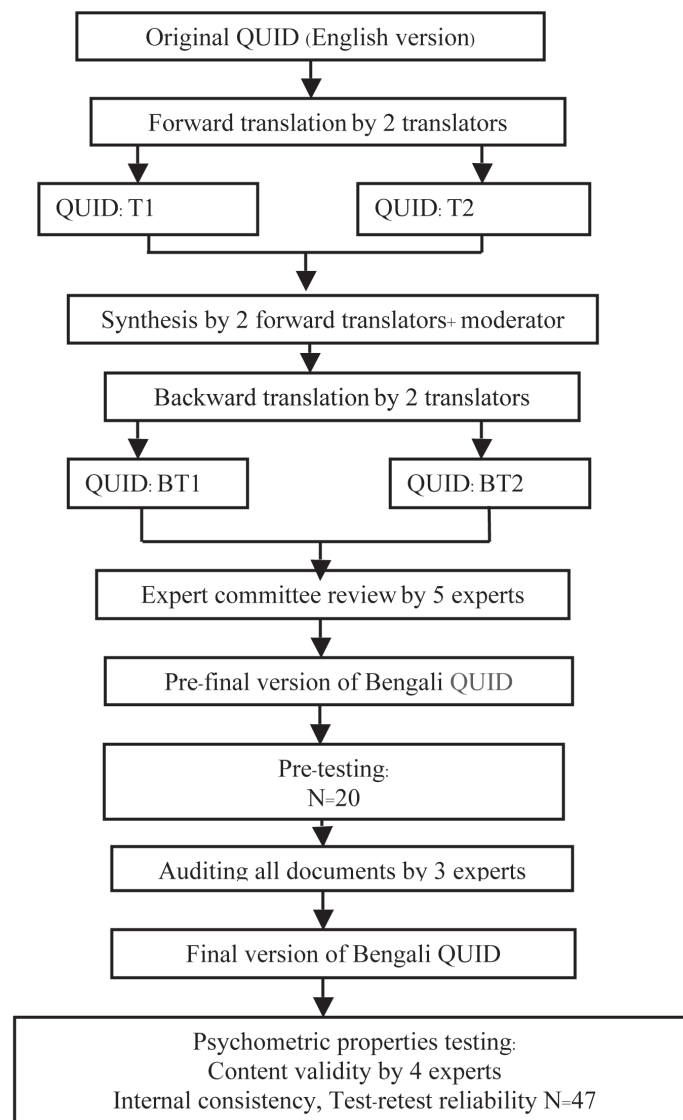 Original QUID (English version)
Forward translation by 2 translators
QUID: T1
QUID: T2
Synthesis by 2 forward translators+ moderator
Backward translation by 2 translators
QUID: BT1
QUID: BT2
Expert committee review by 5 experts
Pre-final version of Bengali QUID
Pre-testing:
N=20
Auditing all documents by 3 experts
Final version of Bengali QUID
Psychometric properties testing:
Content validity by 4 experts
Internal consistency, Test-retest reliability N=47